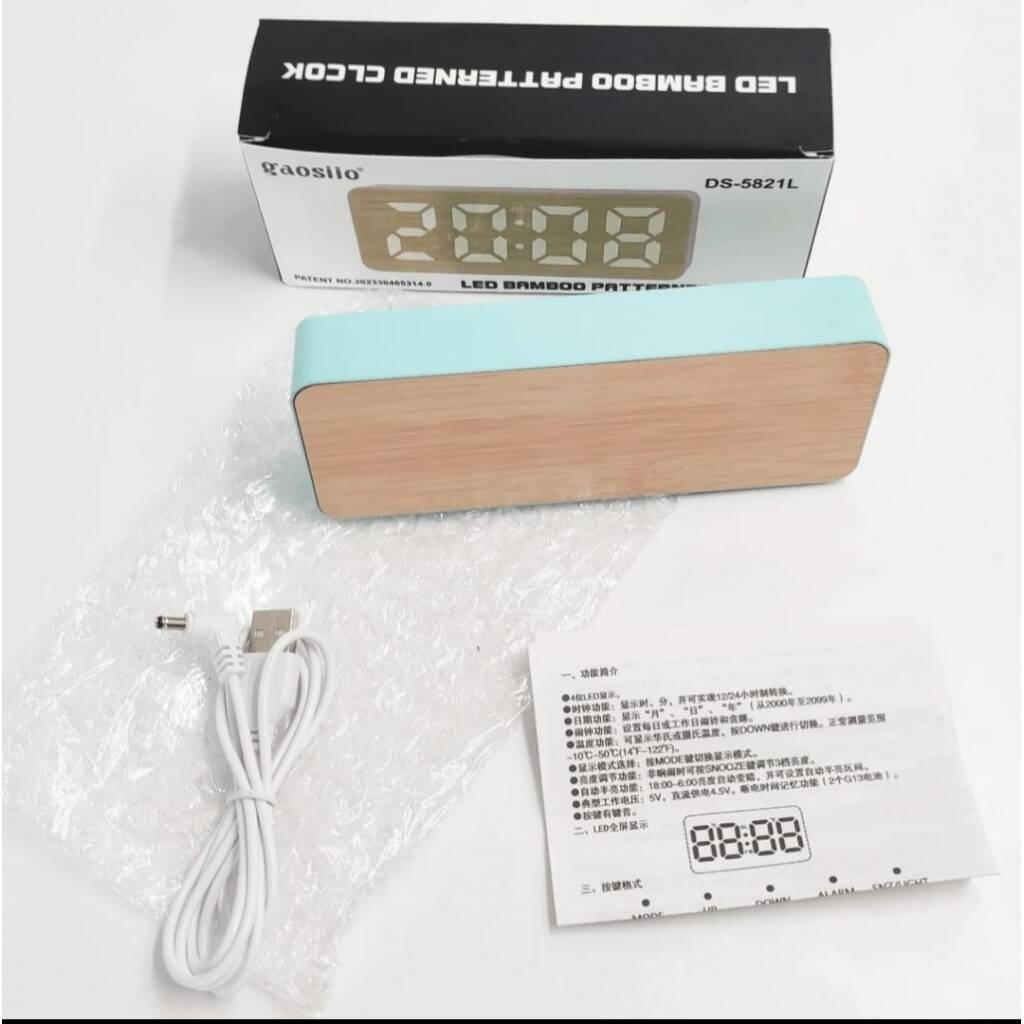 LED BAMBOO PATTERNED CLCOK
gaosiio®
DS-5821L
20:08
PATENT NO.202330465314.9
LED BAMBOO PATTERNE
一、功能简介
●4位LED显示。
●时钟功能：显示时、分、并可实现12/24小时制转换。
●日期功能：显示“月”、“日”、“年”（从2000年至2099年）。
●闹钟功能：设置每日或工作日闹铃和贪睡。
●温度功能：可显示华氏或摄氏温度，按DOWN键进行切换。正常测量范围
-10℃-50℃(14℉-122℉)。
●显示模式选择：按MODE键切换显示模式。
●亮度调节功能：非响闹时可按SNOOZE键调节3档亮度。
●自动半亮功能：18:00-6:00亮度自动变暗，并可设置自动半亮区间。
●典型工作电压：5V，直流供电4.5V。断电时间记忆功能（2个G13电池）。
●按键有键音。
二、LED全屏显示
88:88
三、按键格式
MODE UP DOWN ALARM SNZ/LIGHT